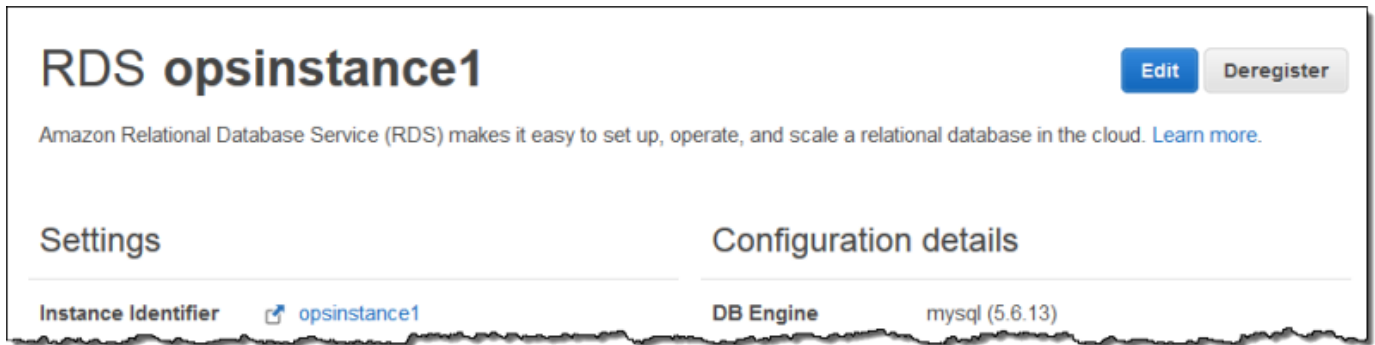 RDS opsinstance1
Edit
Deregister
Amazon Relational Database Service (RDS) makes it easy to set up, operate, and scale a relational database in the cloud. Learn more.
Settings
Configuration details
Instance Identifier opsinstance1
DB Engine mysql (5.6.13)